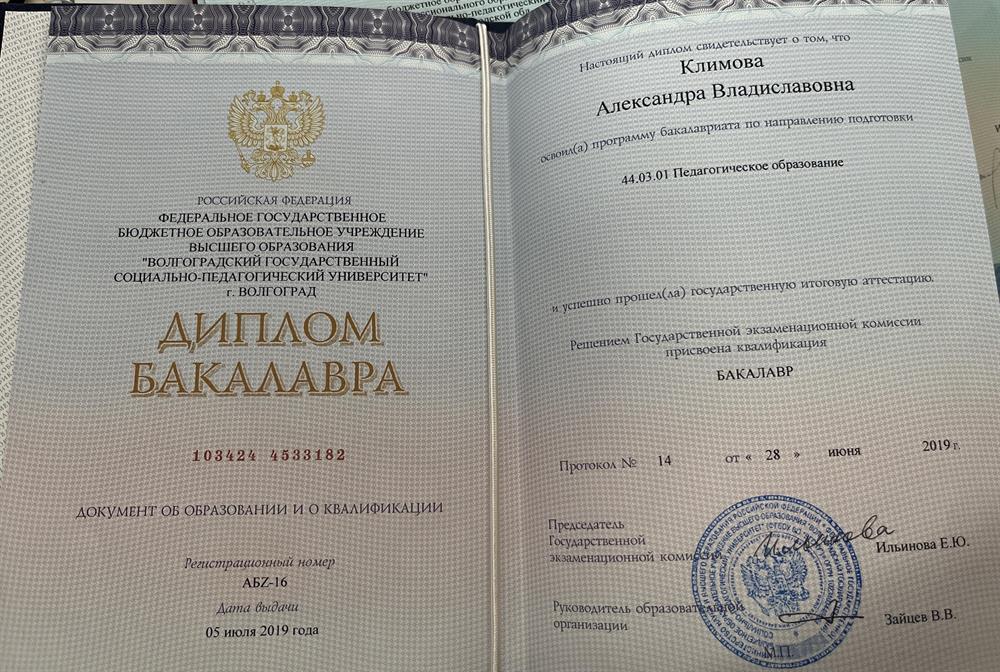 РОССИЙСКАЯ ФЕДЕРАЦИЯ
ФЕДЕРАЛЬНОЕ ГОСУДАРСТВЕННОЕ
БЮДЖЕТНОЕ ОБРАЗОВАТЕЛЬНОЕ УЧРЕЖДЕНИЕ
ВЫСШЕГО ОБРАЗОВАНИЯ
"ВОЛГОГРАДСКИЙ ГОСУДАРСТВЕННЫЙ
СОЦИАЛЬНО-ПЕДАГОГИЧЕСКИЙ УНИВЕРСИТЕТ"
г. ВОЛГОГРАД
ДИПЛОМ
БАКАЛАВРА
103424 4533182
ДОКУМЕНТ ОБ ОБРАЗОВАНИИ И О КВАЛИФИКАЦИИ
Регистрационный номер
АБZ-16
Дата выдачи
05 июля 2019 года
Настоящий диплом свидетельствует о том, что
Климова
Александра Владиславовна
освоил(а) программу бакалавриата по направлению подготовки
44.03.01 Педагогическое образование
и успешно прошел(ла) государственную итоговую аттестацию.
Решением Государственной экзаменационной комиссии
присвоена квалификация
БАКАЛАВР
Протокол № 14 от « 28 » июня 2019 г.
Председатель
Государственной
экзаменационной комиссии Ильинова Е.Ю.
Руководитель образовательной
организации Зайцев В.В.
М.П.